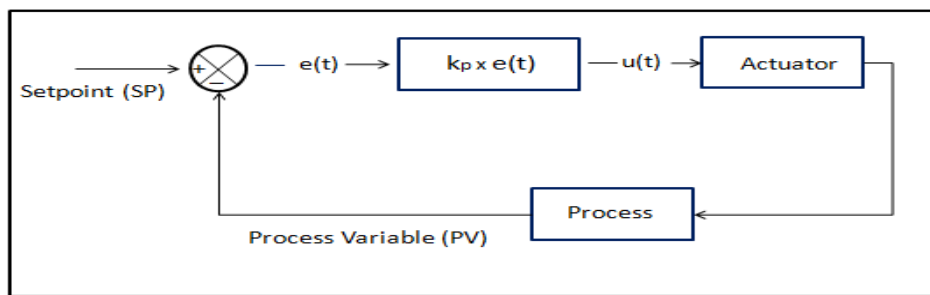 +
−
e(t)
kp x e(t)
u(t)
Actuator
Setpoint (SP)
Process
Process Variable (PV)